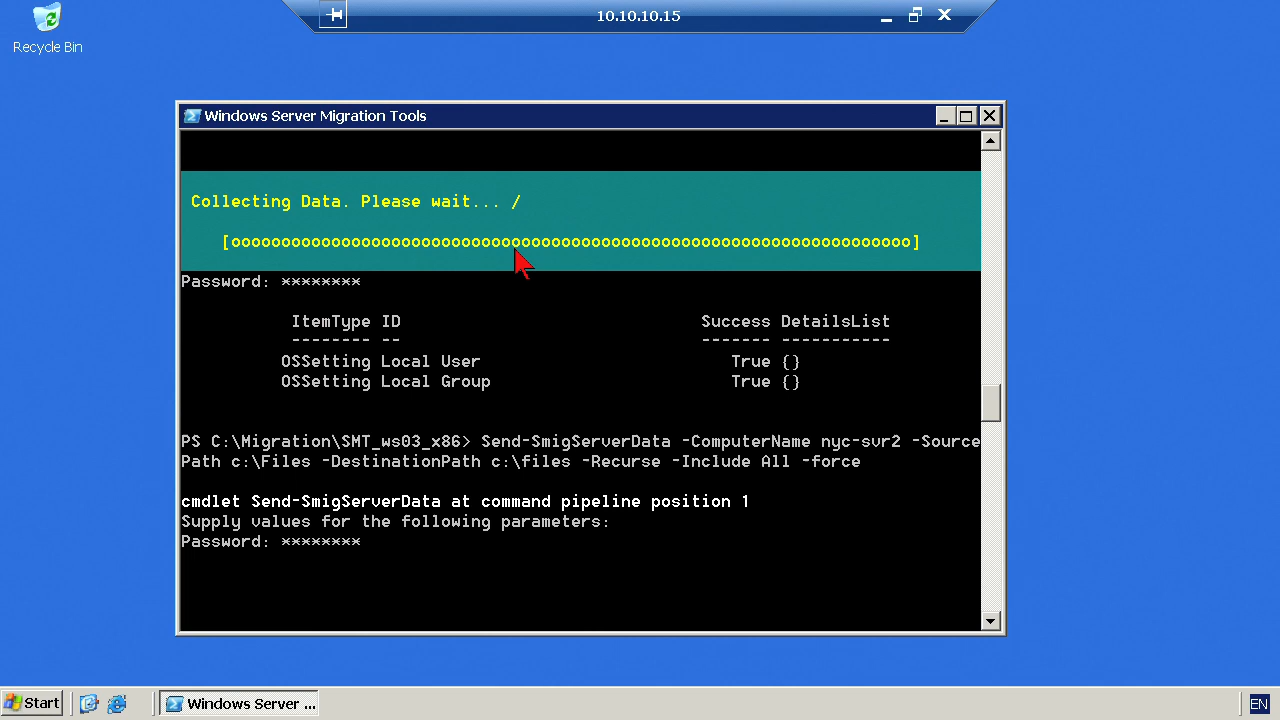 10.10.10.15
Recycle Bin
Windows Server Migration Tools
Collecting Data. Please wait... /
[oooooooooooooooooooooooooooooooooooooooooooooooooooooooooooooooooooo]
Password: ********
ItemType ID Success DetailsList
-------- -- ------- -----------
OSSetting Local User True {}
OSSetting Local Group True {}
PS C:\Migration\SMT_ws03_x86> Send-SmigServerData -ComputerName nyc-svr2 -Source
Path c:\Files -DestinationPath c:\files -Recurse -Include All -force
cmdlet Send-SmigServerData at command pipeline position 1
Supply values for the following parameters:
Password: ********
Start
Windows Server ...
EN